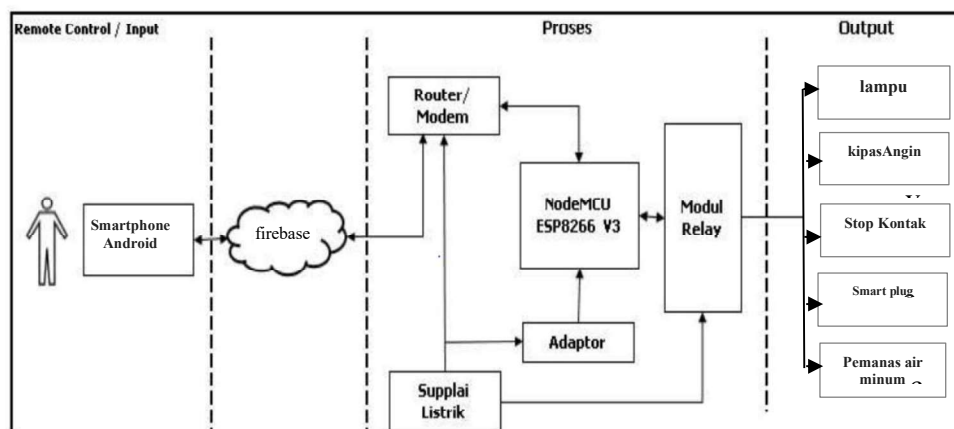 Remote Control / Input
Proses
Output
Smartphone
Android
firebase
Router/
Modem
NodeMCU
ESP8266 V3
Adaptor
Supplai
Listrik
Modul
Relay
lampu
kipasAngin
Stop Kontak
Smart plug
Pemanas air
minum